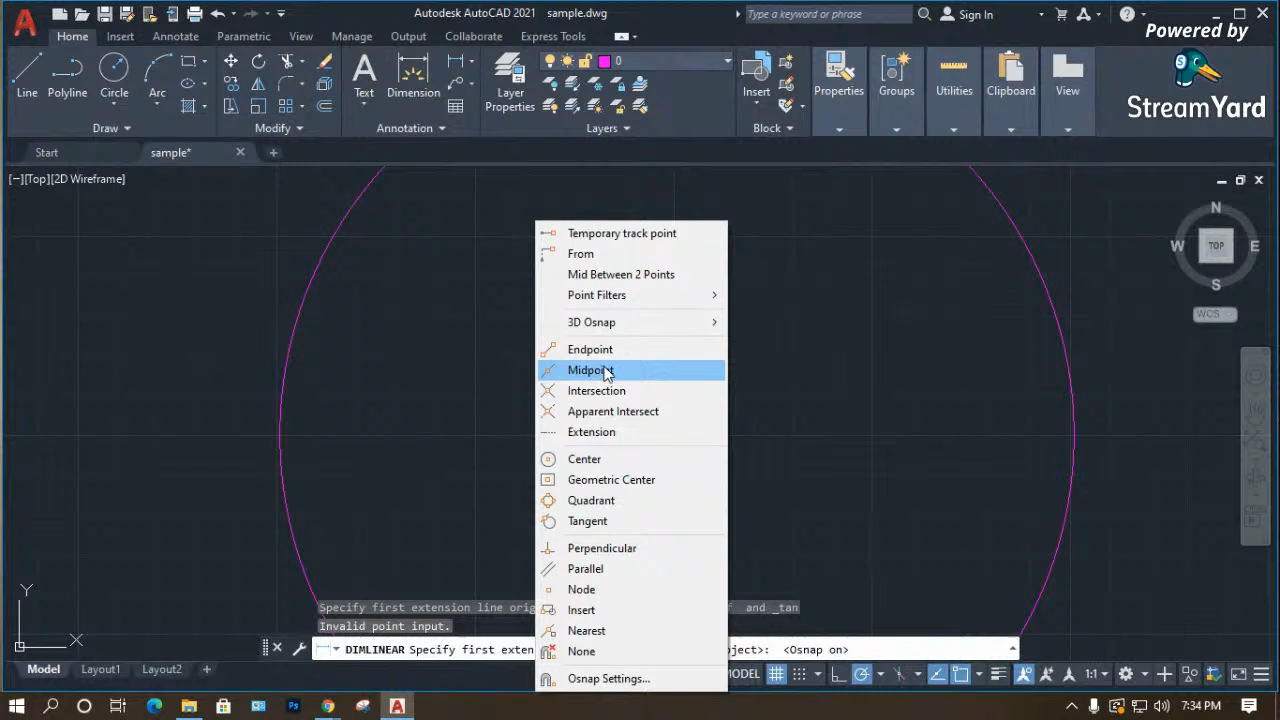 Autodesk AutoCAD 2021 sample.dwg
Type a keyword or phrase
Sign In
Powered by
StreamYard
Home Insert Annotate Parametric View Manage Output Collaborate Express Tools
0
Line Polyline Circle Arc
Text Dimension
Layer Properties
Insert
Properties Groups Utilities Clipboard View
Draw Modify Annotation Layers Block
Start sample*
[−][Top][2D Wireframe]
N
W TOP E
S
WCS
Temporary track point
From
Mid Between 2 Points
Point Filters
3D Osnap
Endpoint
Midpoint
Intersection
Apparent Intersect
Extension
Center
Geometric Center
Quadrant
Tangent
Perpendicular
Parallel
Node
Insert
Nearest
None
Osnap Settings...
Y
X
Specify first extension line orig f and _tan
Invalid point input.
DIMLINEAR Specify first exten bject>: <Osnap on>
Model Layout1 Layout2 +
MODEL
1:1
7:34 PM